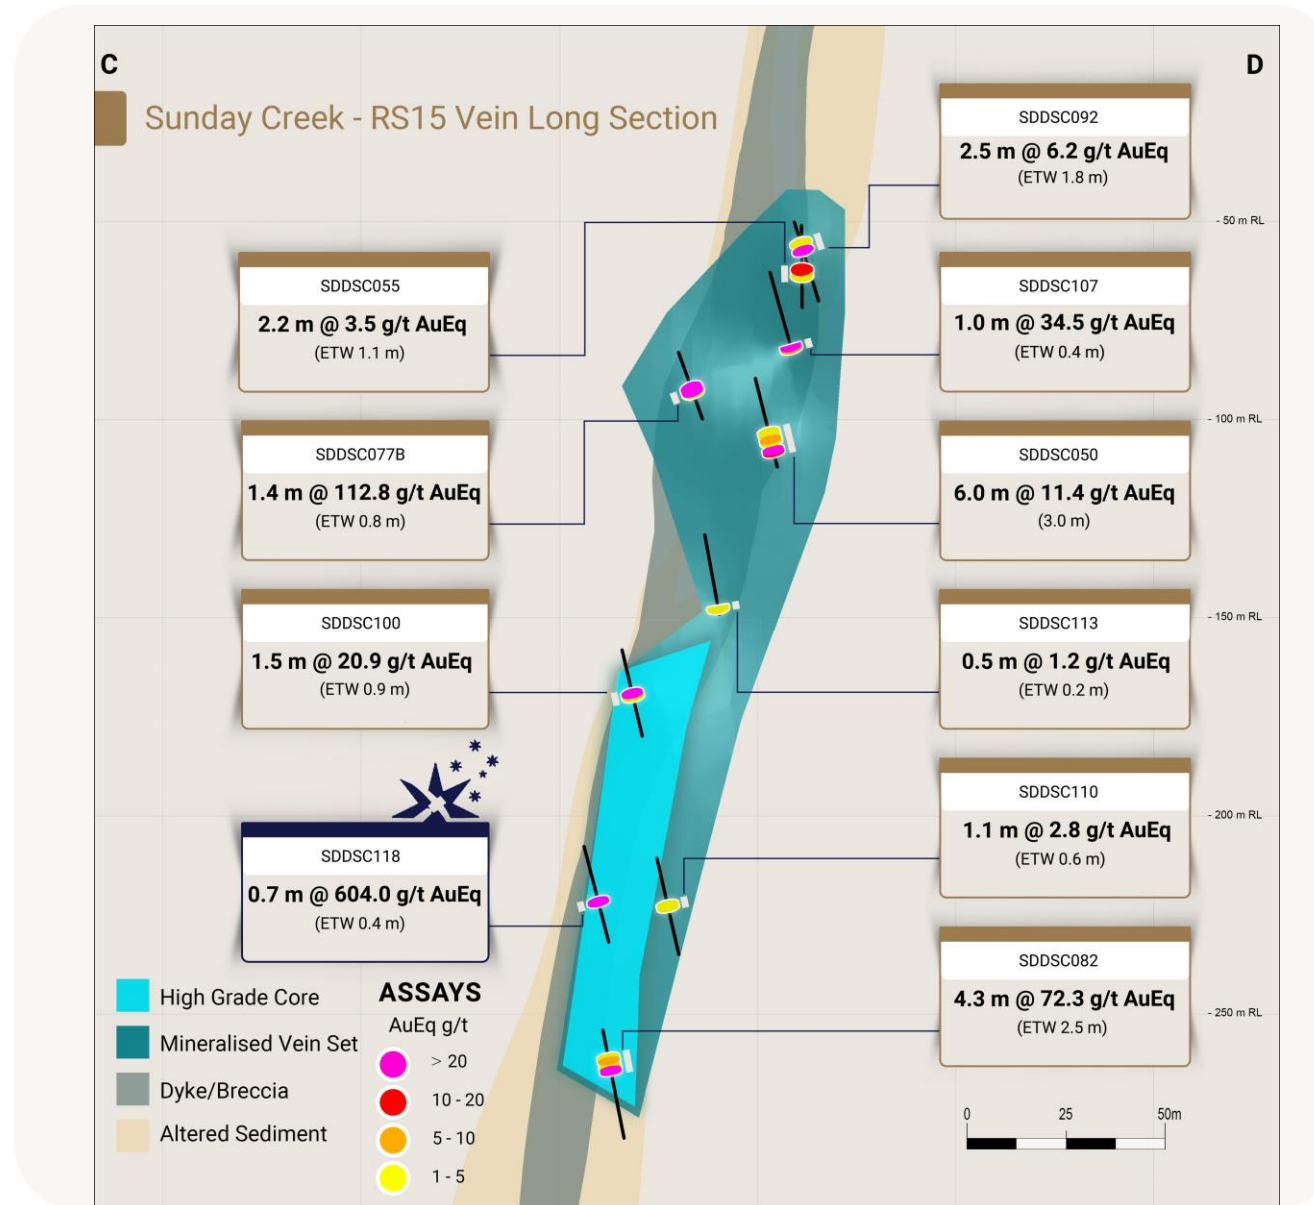 C
D
Sunday Creek - RS15 Vein Long Section
SDDSC092
2.5 m @ 6.2 g/t AuEq
(ETW 1.8 m)
- 50 m RL
SDDSC055
2.2 m @ 3.5 g/t AuEq
(ETW 1.1 m)
SDDSC107
1.0 m @ 34.5 g/t AuEq
(ETW 0.4 m)
- 100 m RL
SDDSC077B
1.4 m @ 112.8 g/t AuEq
(ETW 0.8 m)
SDDSC050
6.0 m @ 11.4 g/t AuEq
(3.0 m)
SDDSC100
1.5 m @ 20.9 g/t AuEq
(ETW 0.9 m)
SDDSC113
0.5 m @ 1.2 g/t AuEq
(ETW 0.2 m)
- 150 m RL
SDDSC110
1.1 m @ 2.8 g/t AuEq
(ETW 0.6 m)
- 200 m RL
SDDSC118
0.7 m @ 604.0 g/t AuEq
(ETW 0.4 m)
SDDSC082
4.3 m @ 72.3 g/t AuEq
(ETW 2.5 m)
- 250 m RL
High Grade Core
Mineralised Vein Set
Dyke/Breccia
Altered Sediment
ASSAYS
AuEq g/t
> 20
10 - 20
5 - 10
1 - 5
0 25 50m